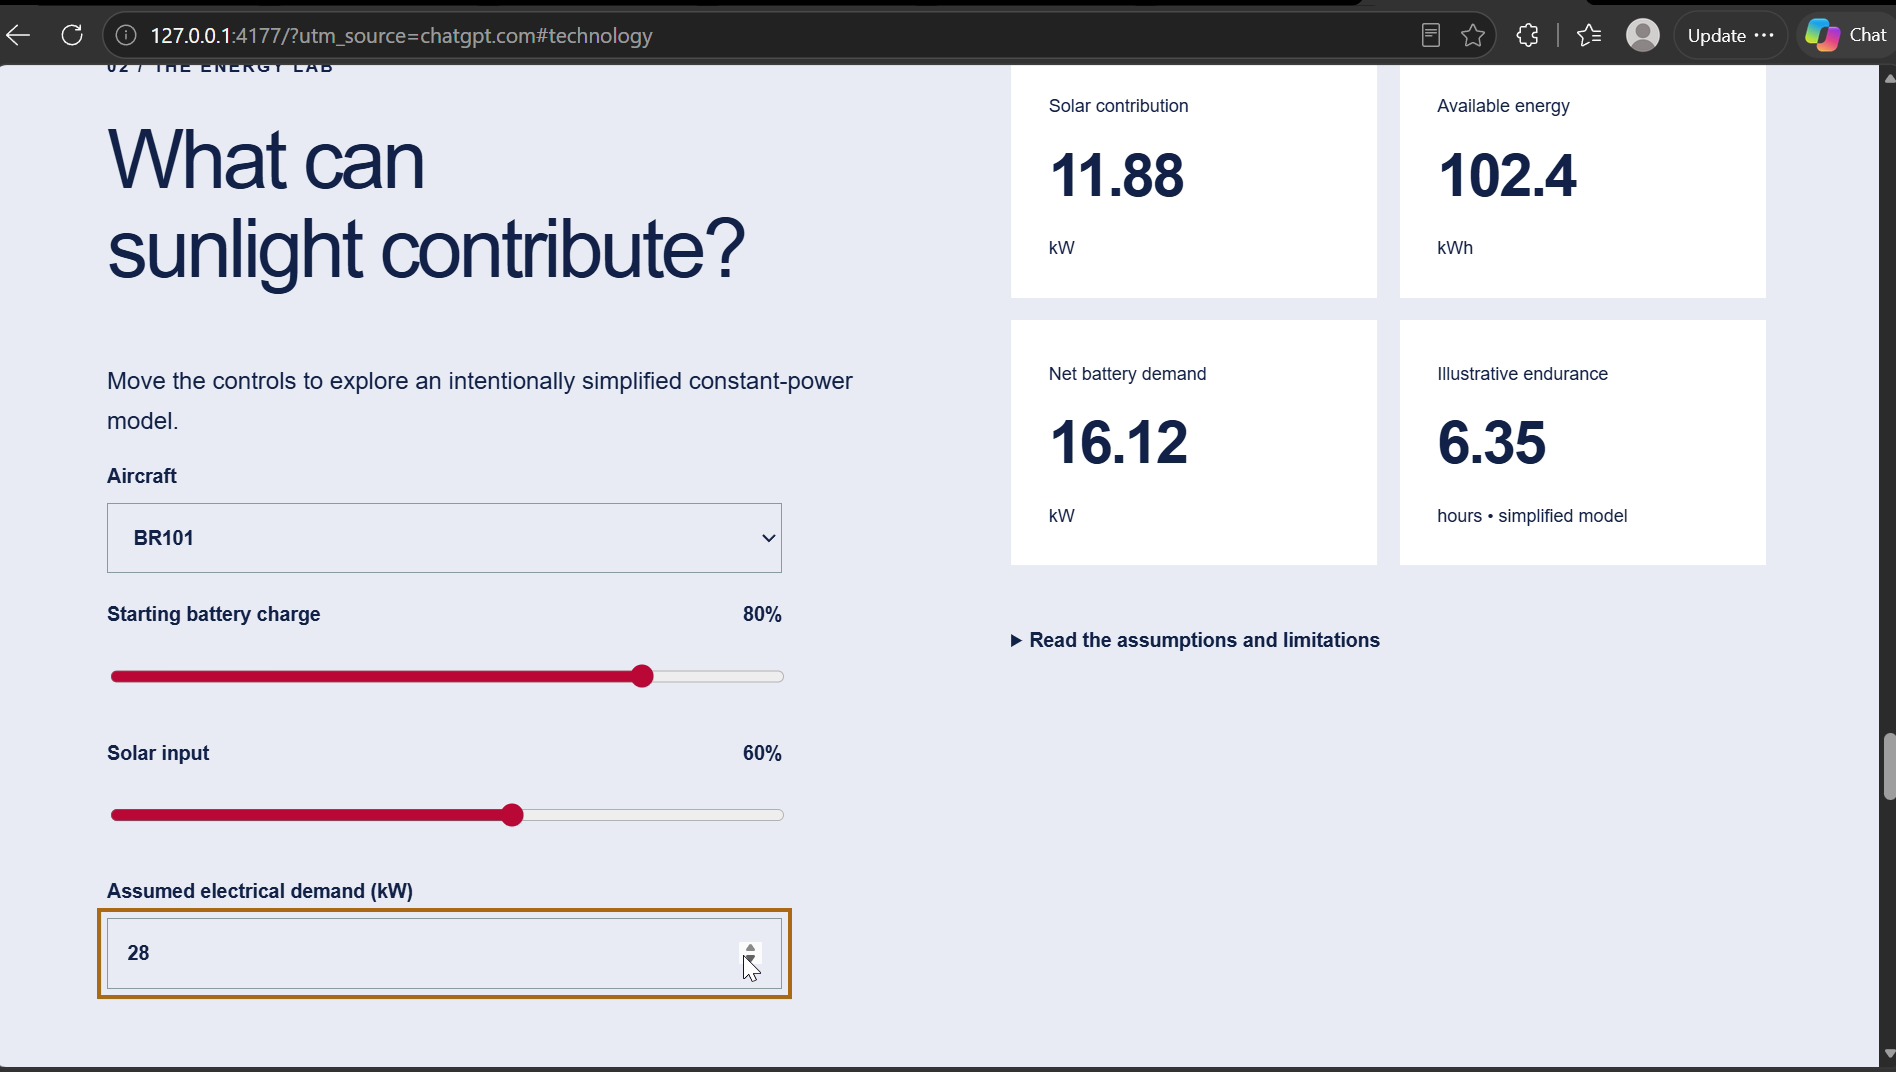 127.0.0.1:4177/?utm_source=chatgpt.com#technology
Update
Chat
02 / THE ENERGY LAB
What can
sunlight contribute?
Move the controls to explore an intentionally simplified constant-power
model.
Aircraft
BR101
Starting battery charge
80%
Solar input
60%
Assumed electrical demand (kW)
28
Solar contribution
11.88
kW
Available energy
102.4
kWh
Net battery demand
16.12
kW
Illustrative endurance
6.35
hours • simplified model
Read the assumptions and limitations